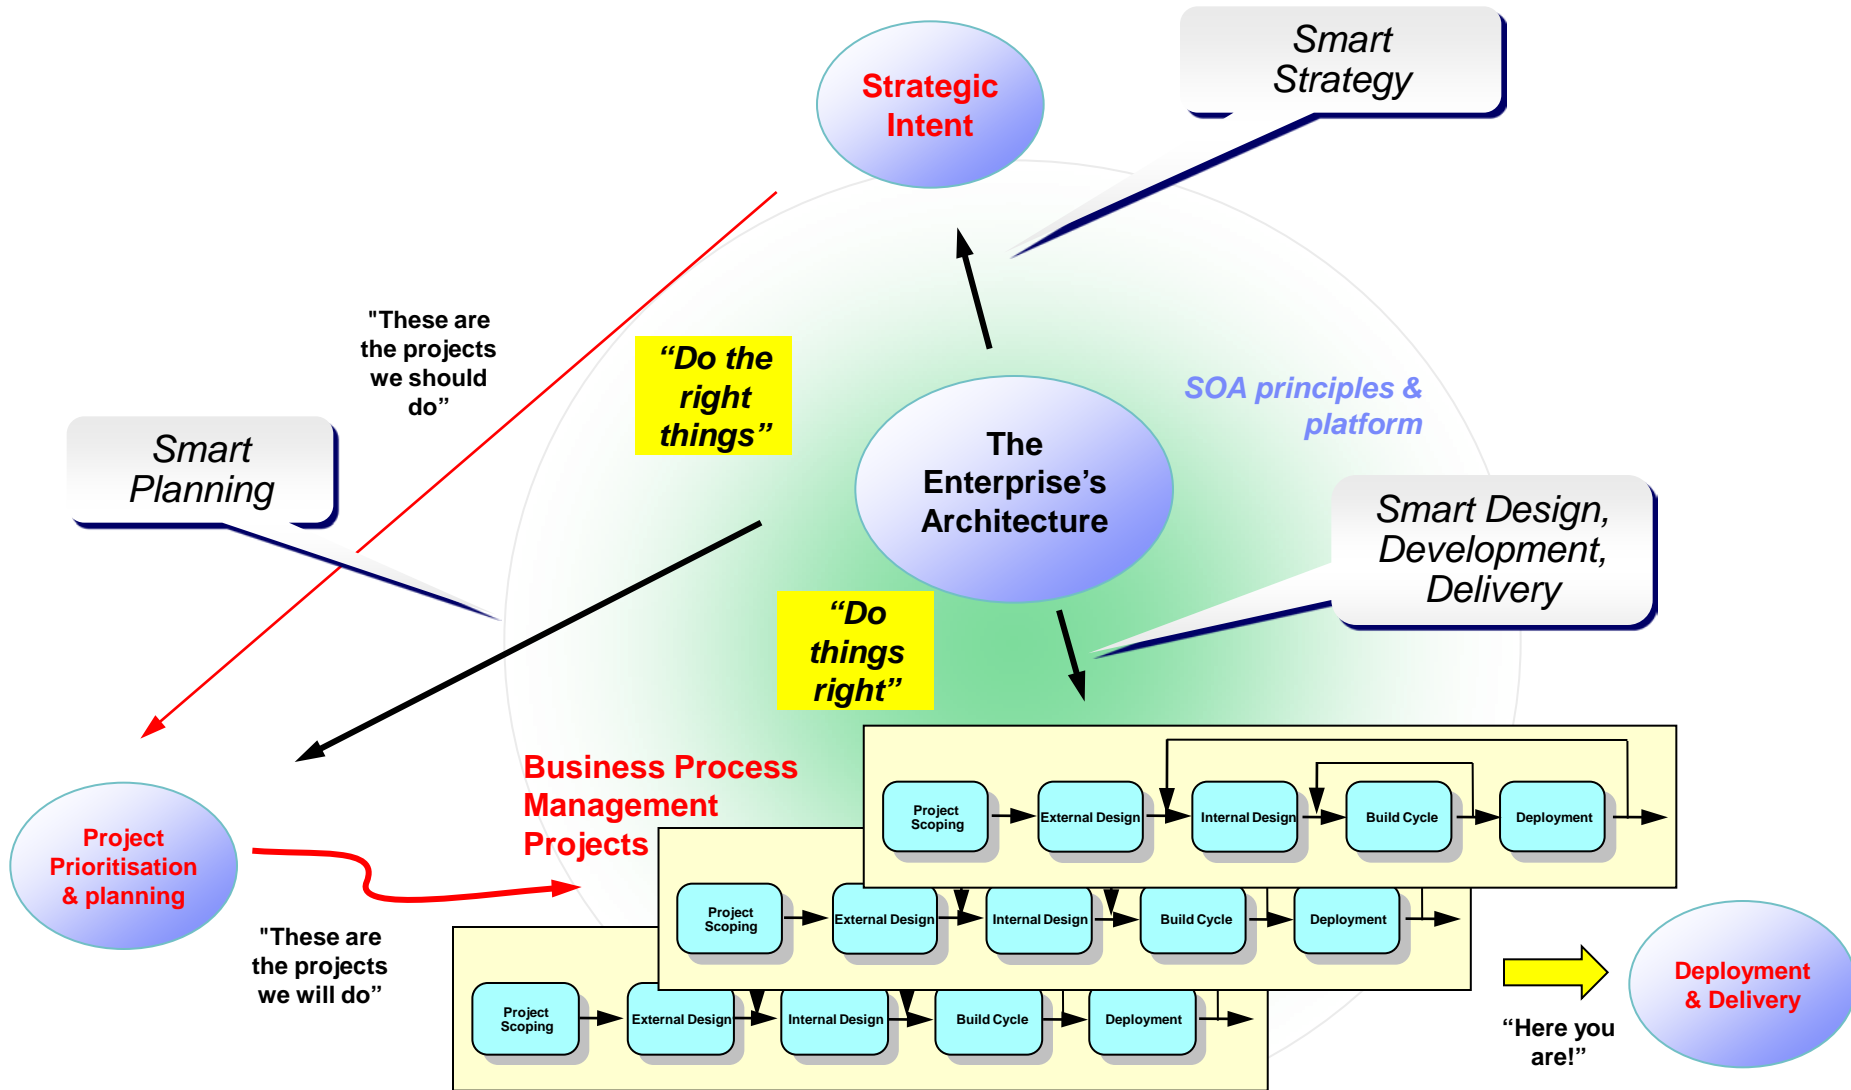 Smart
Strategy
Strategic
Intent
"These are
the projects
we should
do”
“Do the
right
things”
SOA principles &
platform
Smart
Planning
The
Enterprise’s
Architecture
Smart Design,
Development,
Delivery
“Do
things
right”
Business Process
Management
Projects
Project
Scoping
External Design
Internal Design
Build Cycle
Deployment
Project
Prioritisation
& planning
Project
Scoping
External Design
Internal Design
Build Cycle
Deployment
"These are
the projects
we will do”
Project
Scoping
External Design
Internal Design
Build Cycle
Deployment
Deployment
& Delivery
“Here you
are!”